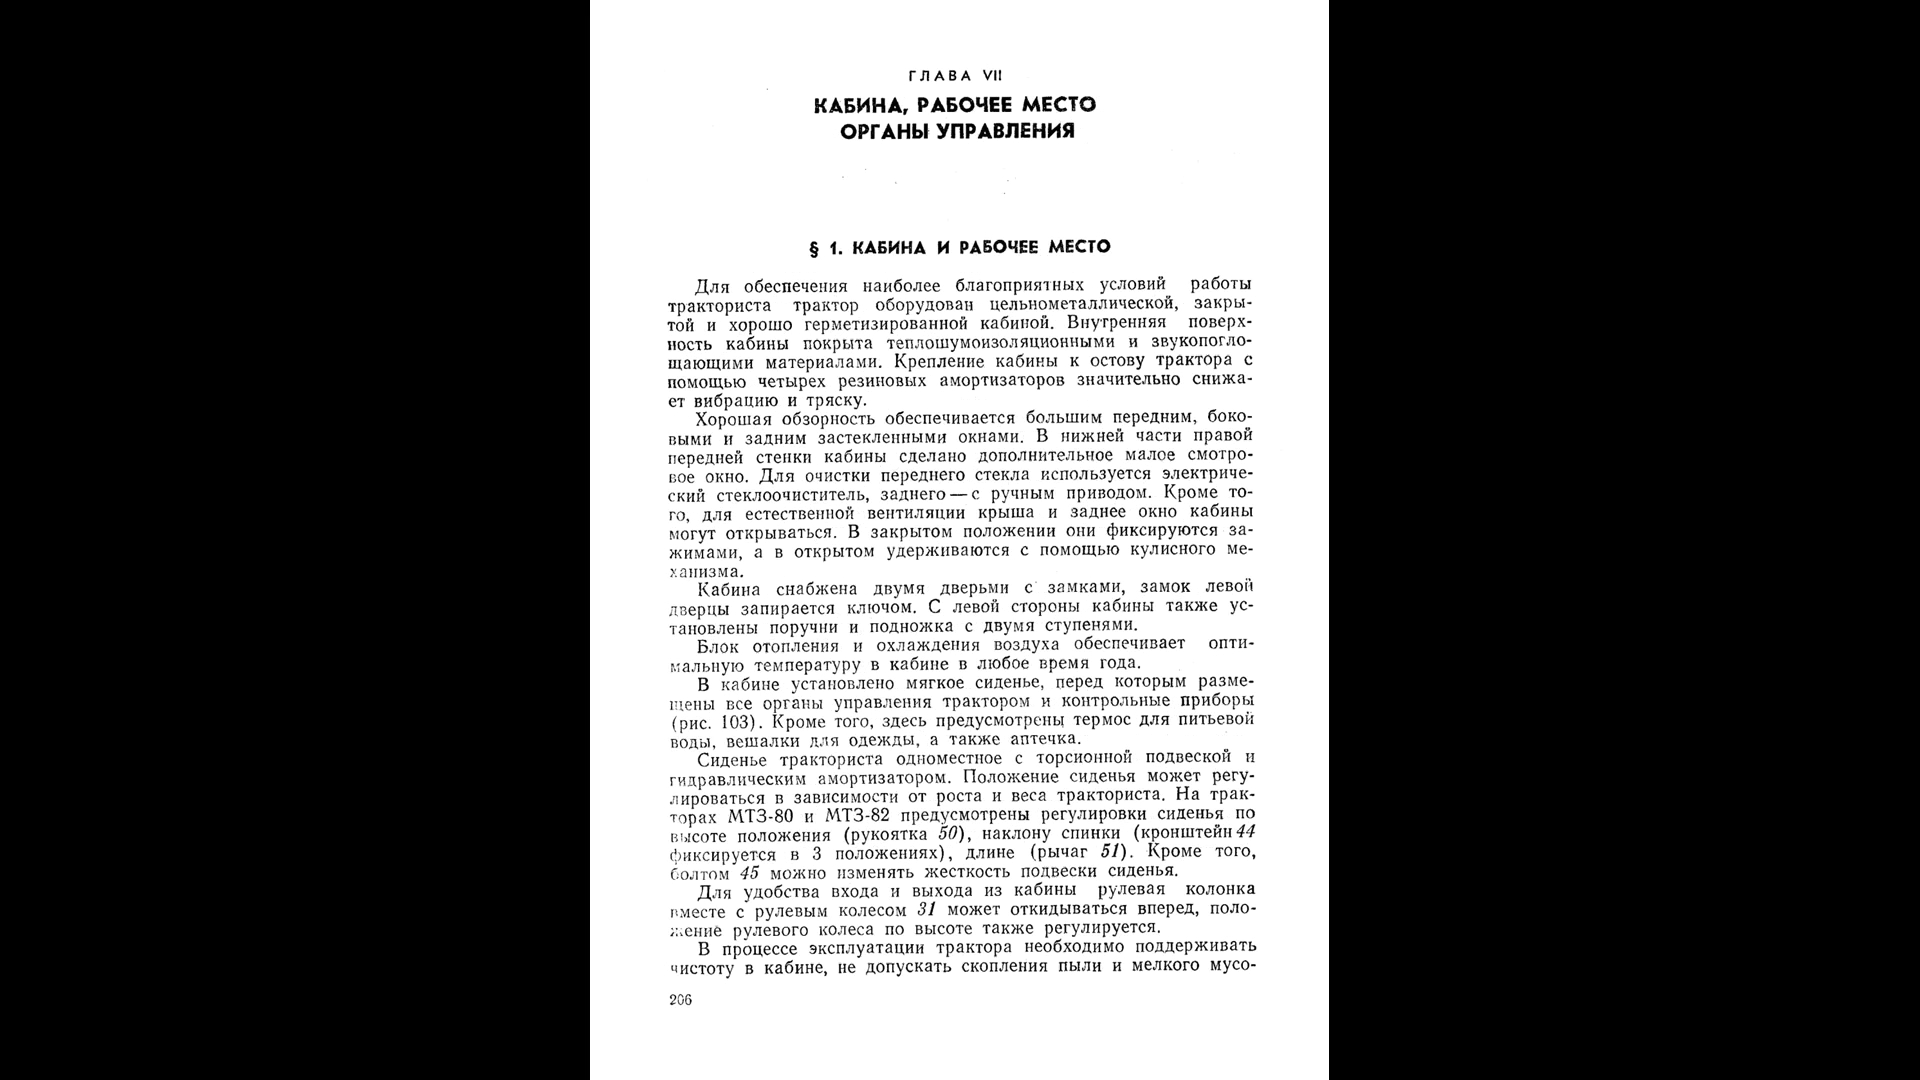 ГЛАВА VII
КАБИНА, РАБОЧЕЕ МЕСТО
ОРГАНЫ УПРАВЛЕНИЯ
§ 1. КАБИНА И РАБОЧЕЕ МЕСТО
Для обеспечения наиболее благоприятных условий работы
тракториста трактор оборудован цельнометаллической, закры-
той и хорошо герметизированной кабиной. Внутренняя поверх-
ность кабины покрыта теплошумоизоляционными и звукопогло-
щающими материалами. Крепление кабины к остову трактора с
помощью четырех резиновых амортизаторов значительно снижа-
ет вибрацию и тряску.
Хорошая обзорность обеспечивается большим передним, боко-
выми и задним застекленными окнами. В нижней части правой
передней стенки кабины сделано дополнительное малое смотро-
вое окно. Для очистки переднего стекла используется электриче-
ский стеклоочиститель, заднего — с ручным приводом. Кроме то-
го, для естественной вентиляции крыша и заднее окно кабины
могут открываться. В закрытом положении они фиксируются за-
жимами, а в открытом удерживаются с помощью кулисного ме-
ханизма.
Кабина снабжена двумя дверьми с замками, замок левой
дверцы запирается ключом. С левой стороны кабины также ус-
тановлены поручни и подножка с двумя ступенями.
Блок отопления и охлаждения воздуха обеспечивает опти-
мальную температуру в кабине в любое время года.
В кабине установлено мягкое сиденье, перед которым разме-
щены все органы управления трактором и контрольные приборы
(рис. 103). Кроме того, здесь предусмотрены термос для питьевой
воды, вешалки для одежды, а также аптечка.
Сиденье тракториста одноместное с торсионной подвеской и
гидравлическим амортизатором. Положение сиденья может регу-
лироваться в зависимости от роста и веса тракториста. На трак-
торах МТЗ-80 и МТЗ-82 предусмотрены регулировки сиденья по
высоте положения (рукоятка 50), наклону спинки (кронштейн 44
фиксируется в 3 положениях), длине (рычаг 51). Кроме того,
болтом 45 можно изменять жесткость подвески сиденья.
Для удобства входа и выхода из кабины рулевая колонка
вместе с рулевым колесом 31 может откидываться вперед, поло-
жение рулевого колеса по высоте также регулируется.
В процессе эксплуатации трактора необходимо поддерживать
чистоту в кабине, не допускать скопления пыли и мелкого мусо-
206